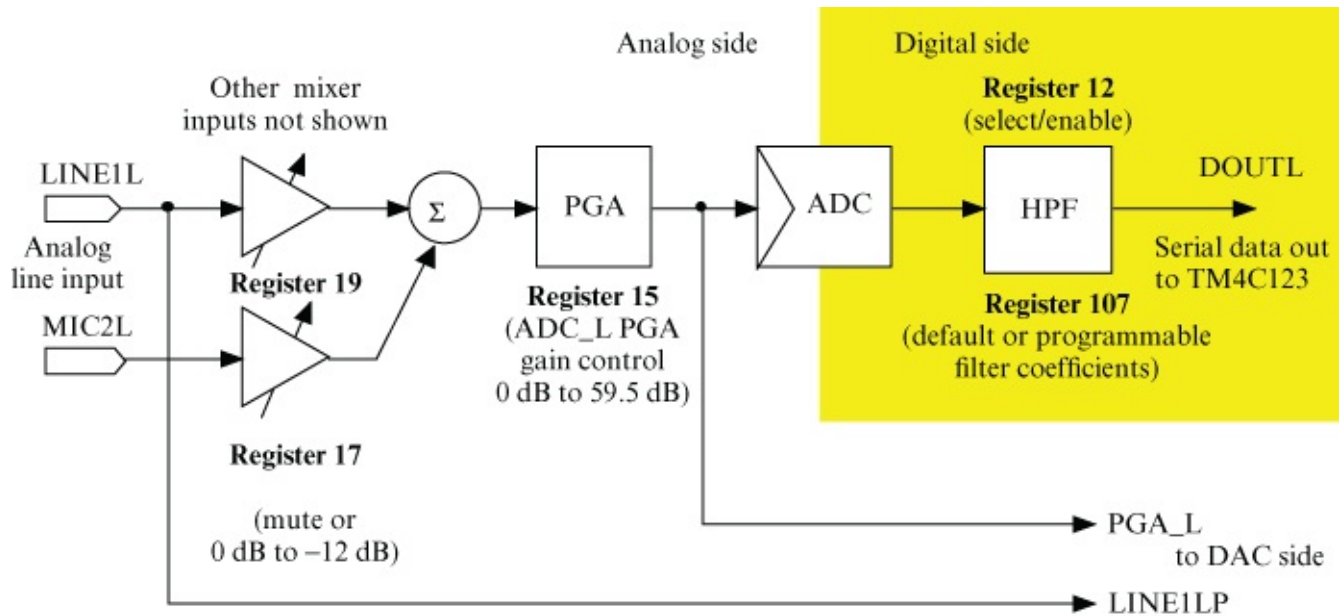 Analog side
Digital side
Other mixer
inputs not shown
Register 12
(select/enable)
LINE1L
DOUTL
Σ
PGA
ADC
HPF
Analog
line input
Serial data out
to TM4C123
Register 19
Register 15
(ADC_L PGA
gain control
0 dB to 59.5 dB)
Register 107
(default or programmable
filter coefficients)
MIC2L
Register 17
(mute or
0 dB to −12 dB)
PGA_L
to DAC side
LINE1LP